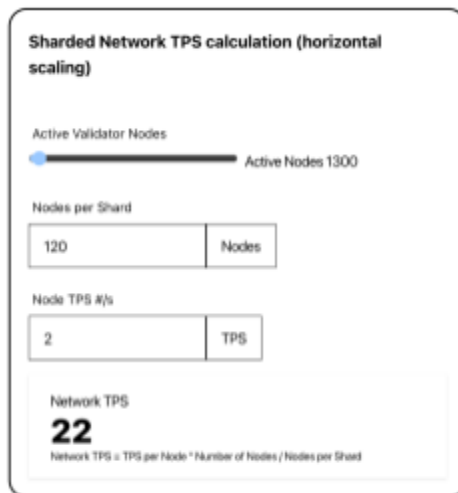 Sharded Network TPS calculation (horizontal
scaling)
Active Validator Nodes
Active Nodes 1300
Nodes per Shard
120 Nodes
Node TPS #/s
2 TPS
Network TPS
22
Network TPS = TPS per Node * Number of Nodes / Nodes per Shard